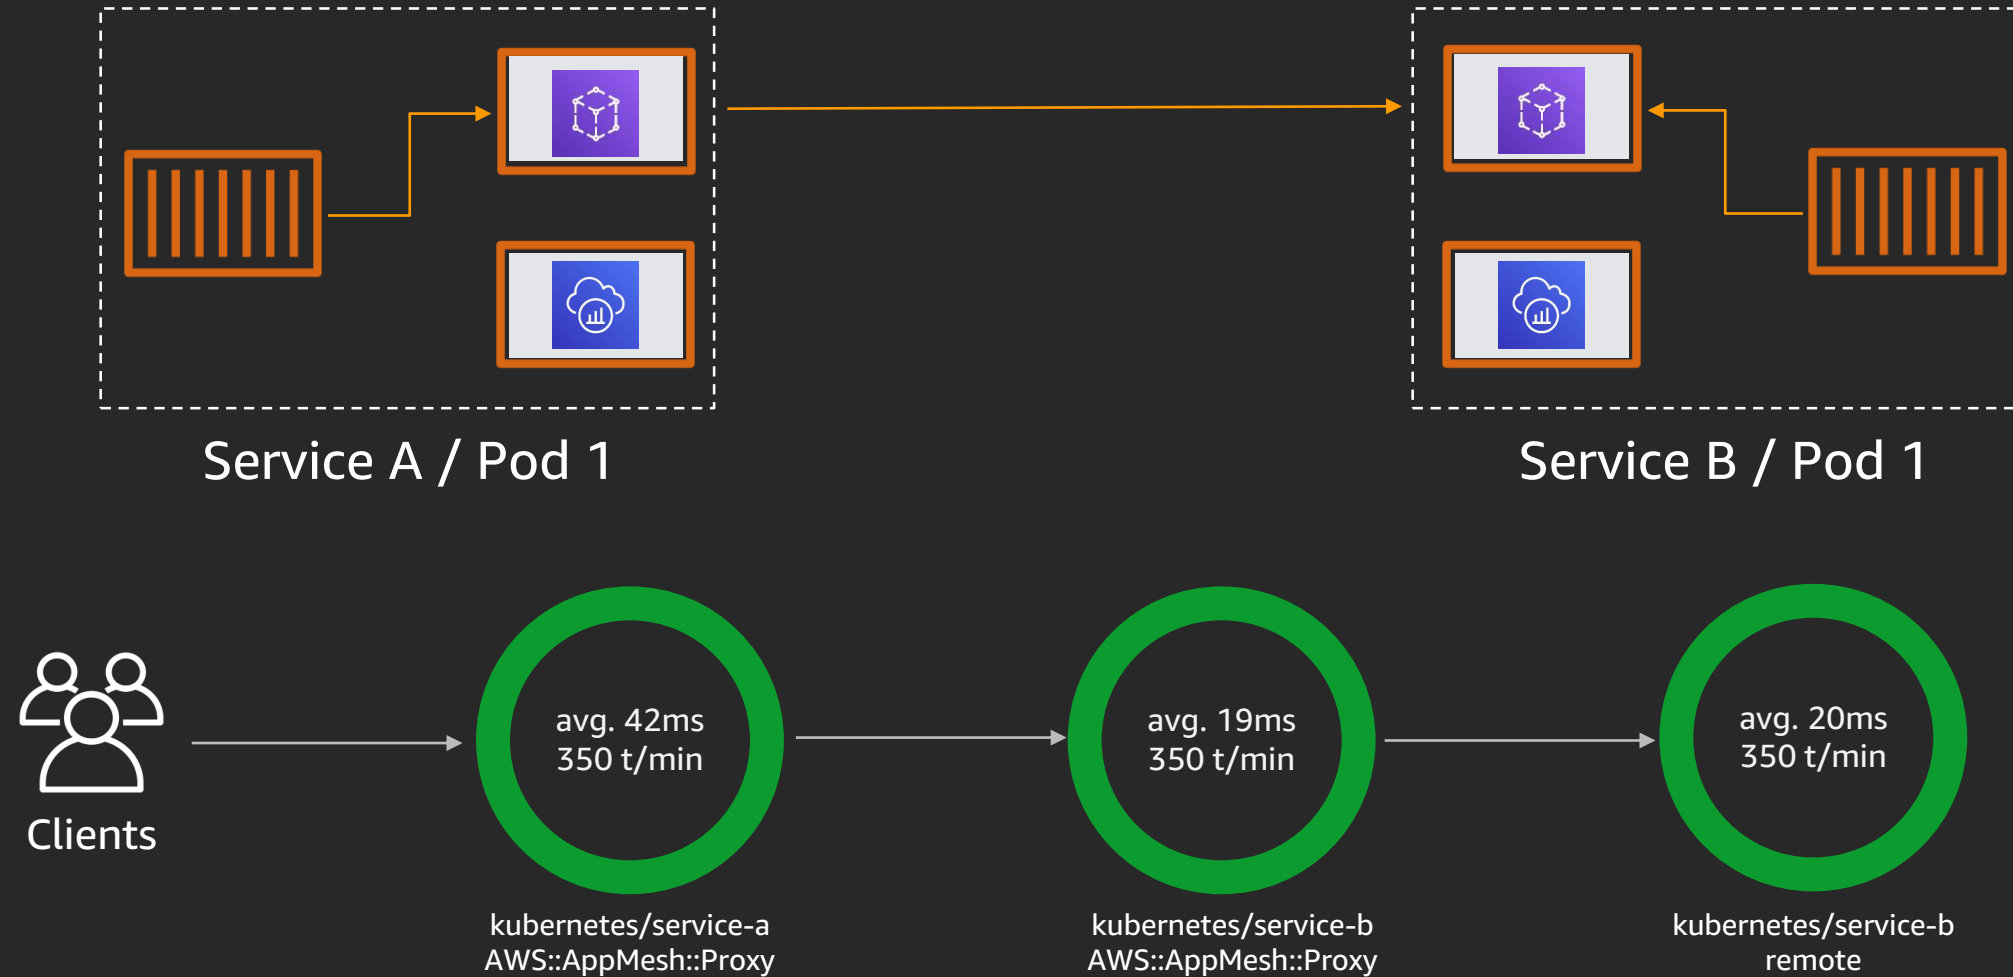 Service A / Pod 1
Service B / Pod 1
Clients
avg. 42ms
350 t/min
kubernetes/service-a
AWS::AppMesh::Proxy
avg. 19ms
350 t/min
kubernetes/service-b
AWS::AppMesh::Proxy
avg. 20ms
350 t/min
kubernetes/service-b
remote